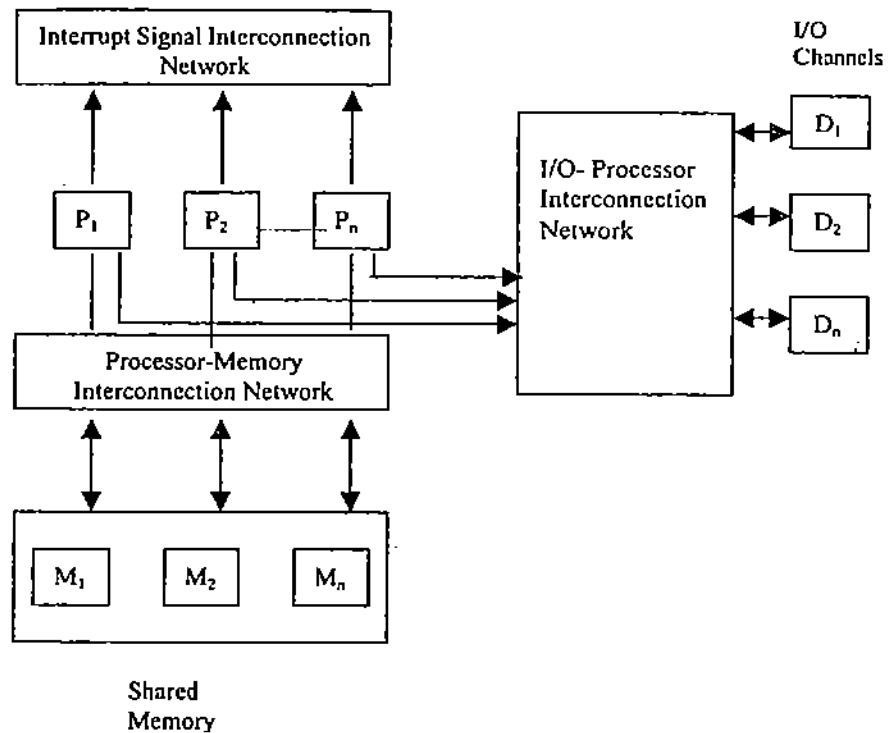 Interrupt Signal Interconnection
Network
I/O
Channels
P₁
P₂
Pₙ
I/O- Processor
Interconnection
Network
D₁
D₂
Dₙ
Processor-Memory
Interconnection Network
M₁
M₂
Mₙ
Shared
Memory